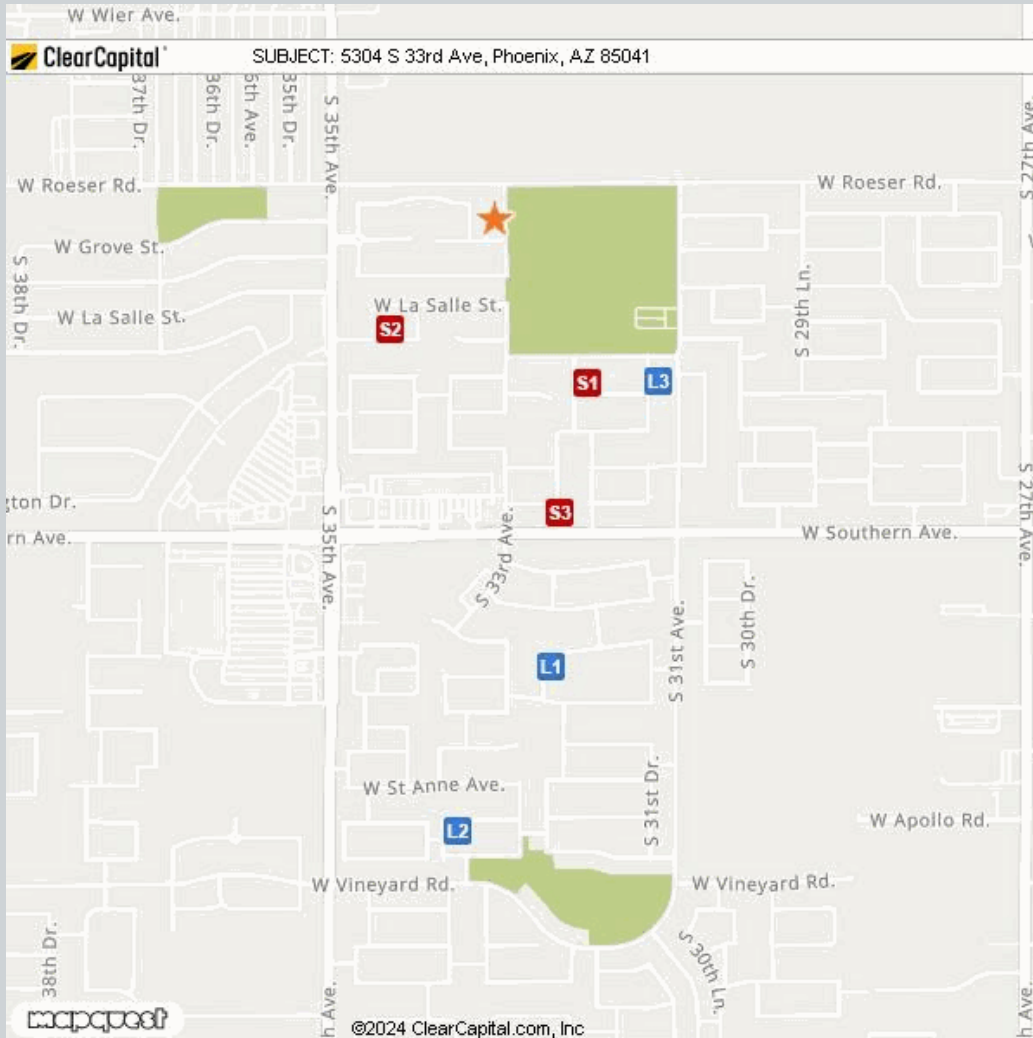 W Wier Ave.
ClearCapital
SUBJECT: 5304 S 33rd Ave, Phoenix, AZ 85041
37th Dr.
36th Dr.
35th Dr.
S 35th Ave.
S 27th Ave.
W Roeser Rd.
W Roeser Rd.
W Grove St.
S 38th Dr.
W La Salle St.
W La Salle St.
S 29th Ln.
S2
S1
L3
S3
W Southern Ave.
S 35th Ave.
S 33rd Ave.
S 27th Ave.
S 30th Dr.
S 31st Ave.
L1
W St Anne Ave.
S 31st Dr.
W Apollo Rd.
L2
W Vineyard Rd.
W Vineyard Rd.
38th Dr.
S 30th Ln.
mapquest
©2024 ClearCapital.com, Inc